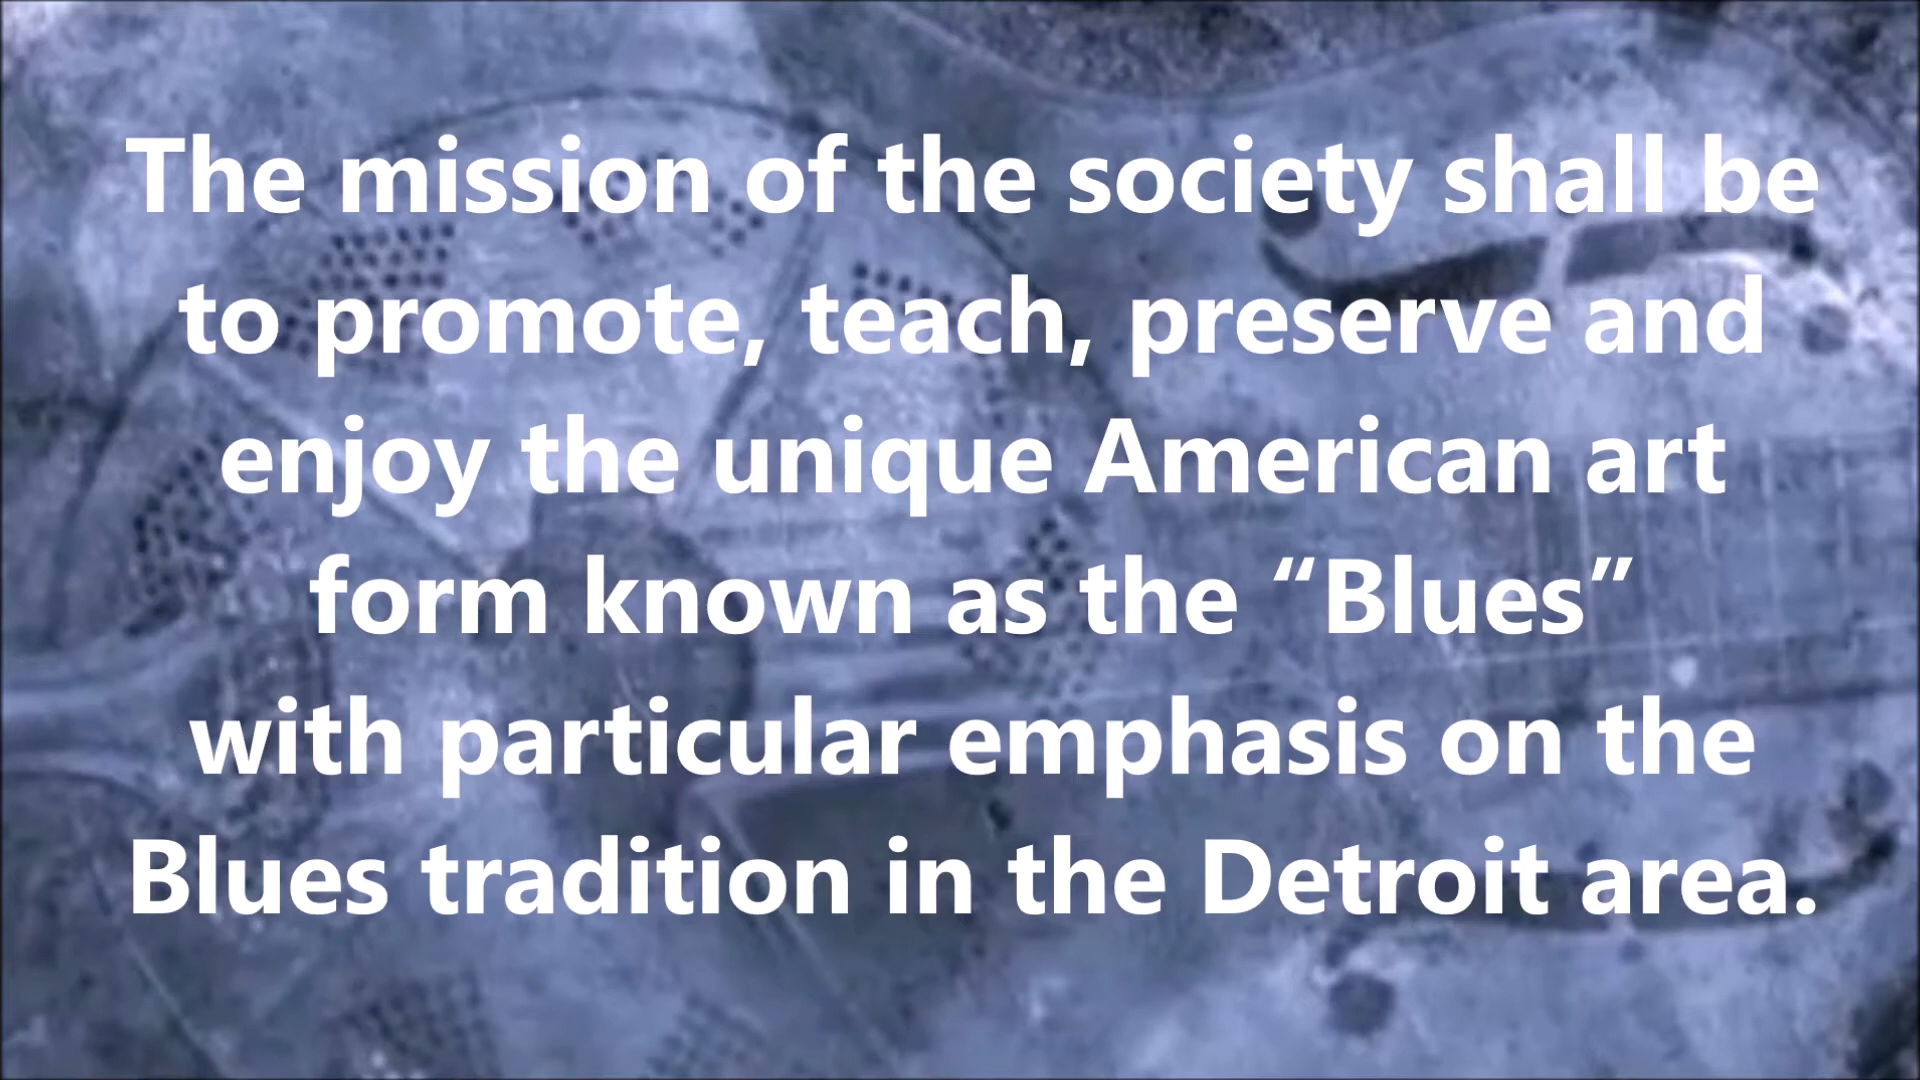 The mission of the society shall be
to promote, teach, preserve and
enjoy the unique American art
form known as the “Blues”
with particular emphasis on the
Blues tradition in the Detroit area.